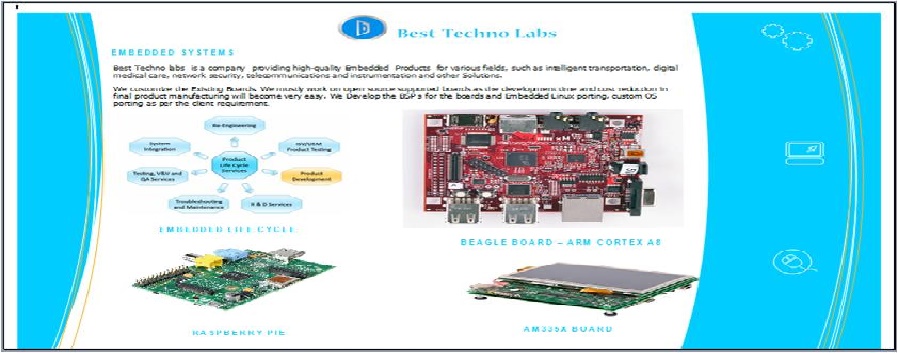 Best Techno Labs
EMBEDDED SYSTEMS
Best Techno labs is a company providing high-quality Embedded Products for various fields, such as intelligent transportation, digital
medical care, network security, telecommunications and instrumentation and other Solutions.
We customize the Existing Boards. We mostly work on open source supported boards as the development time and cost reduction in
final product manufacturing will become very easy. We Develop the BSP's for the boards and Embedded Linux porting, custom OS
porting as per the client requirement.
Re-Engineering
System
Integration
Product Testing
Product
Life Cycle
Services
Testing, V&V and
QA Services
Product
Development
Troubleshooting
and Maintenance
R & D Services
EMBEDDED LIFE CYCLE
BEAGLE BOARD – ARM CORTEX A8
RASPBERRY PIE
AM335X BOARD